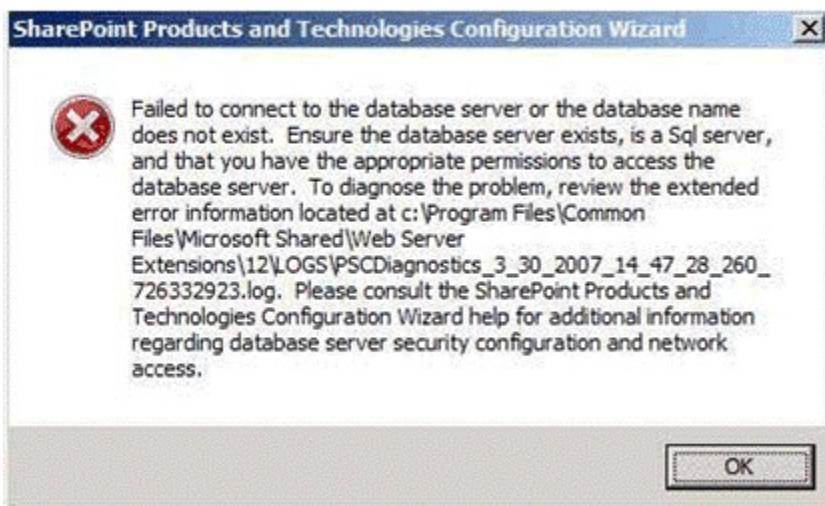 SharePoint Products and Technologies Configuration Wizard
Failed to connect to the database server or the database name
does not exist.  Ensure the database server exists, is a Sql server,
and that you have the appropriate permissions to access the
database server.  To diagnose the problem, review the extended
error information located at c:\Program Files\Common
Files\Microsoft Shared\Web Server
Extensions\12\LOGS\PSCDiagnostics_3_30_2007_14_47_28_260_
726332923.log.  Please consult the SharePoint Products and
Technologies Configuration Wizard help for additional information
regarding database server security configuration and network
access.
OK